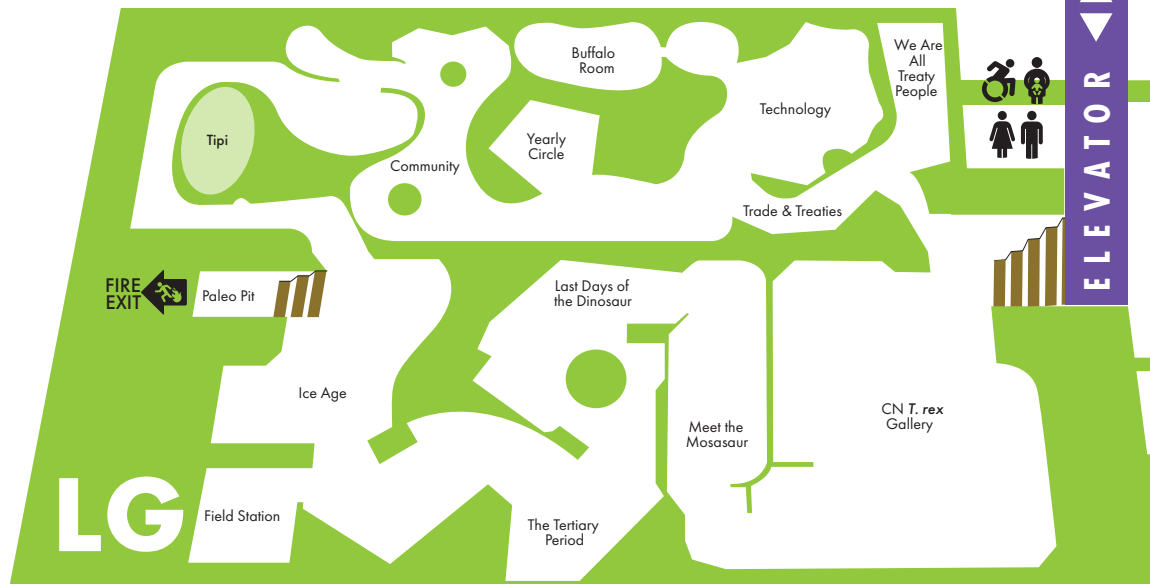 Buffalo
Room
We Are
All
Treaty
People
Technology
Tipi
Yearly
Circle
Community
Trade & Treaties
ELEVATOR
FIRE
EXIT
Paleo Pit
Last Days of
the Dinosaur
Ice Age
CN T. rex
Gallery
Meet the
Mosasaur
LG
Field Station
The Tertiary
Period